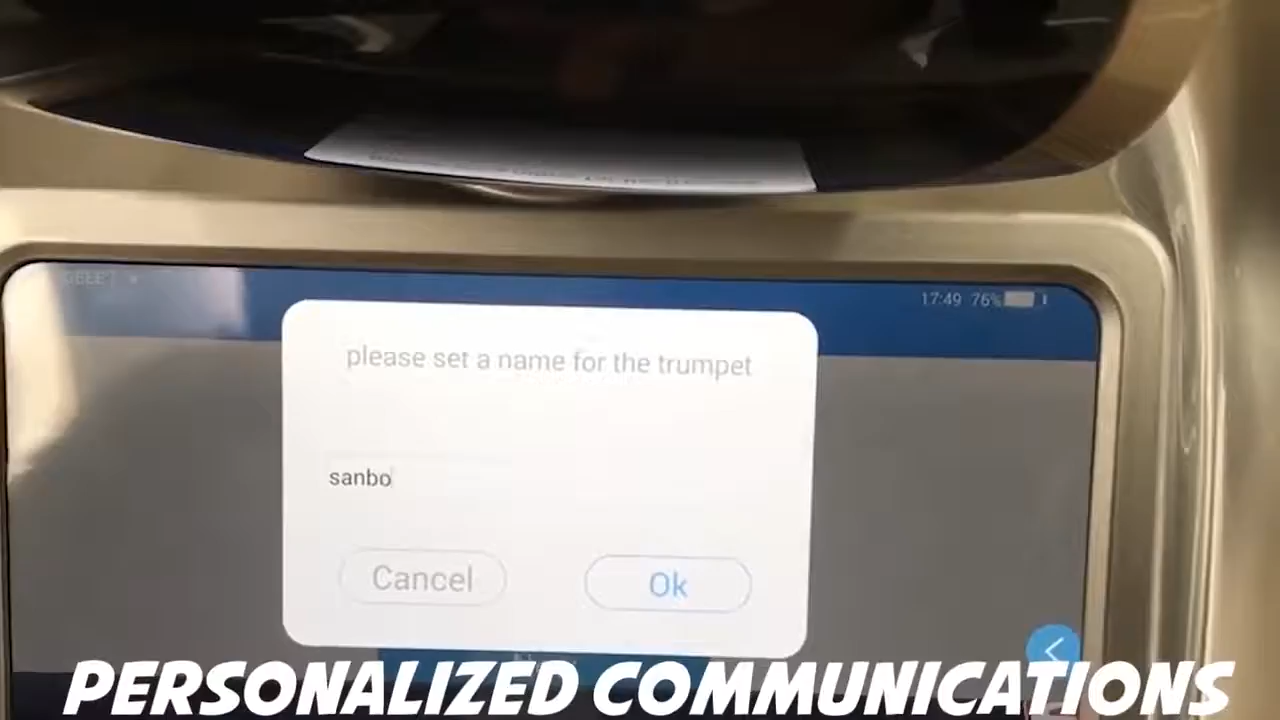 17:49 76%
please set a name for the trumpet
sanbo
Cancel
Ok
PERSONALIZED COMMUNICATIONS